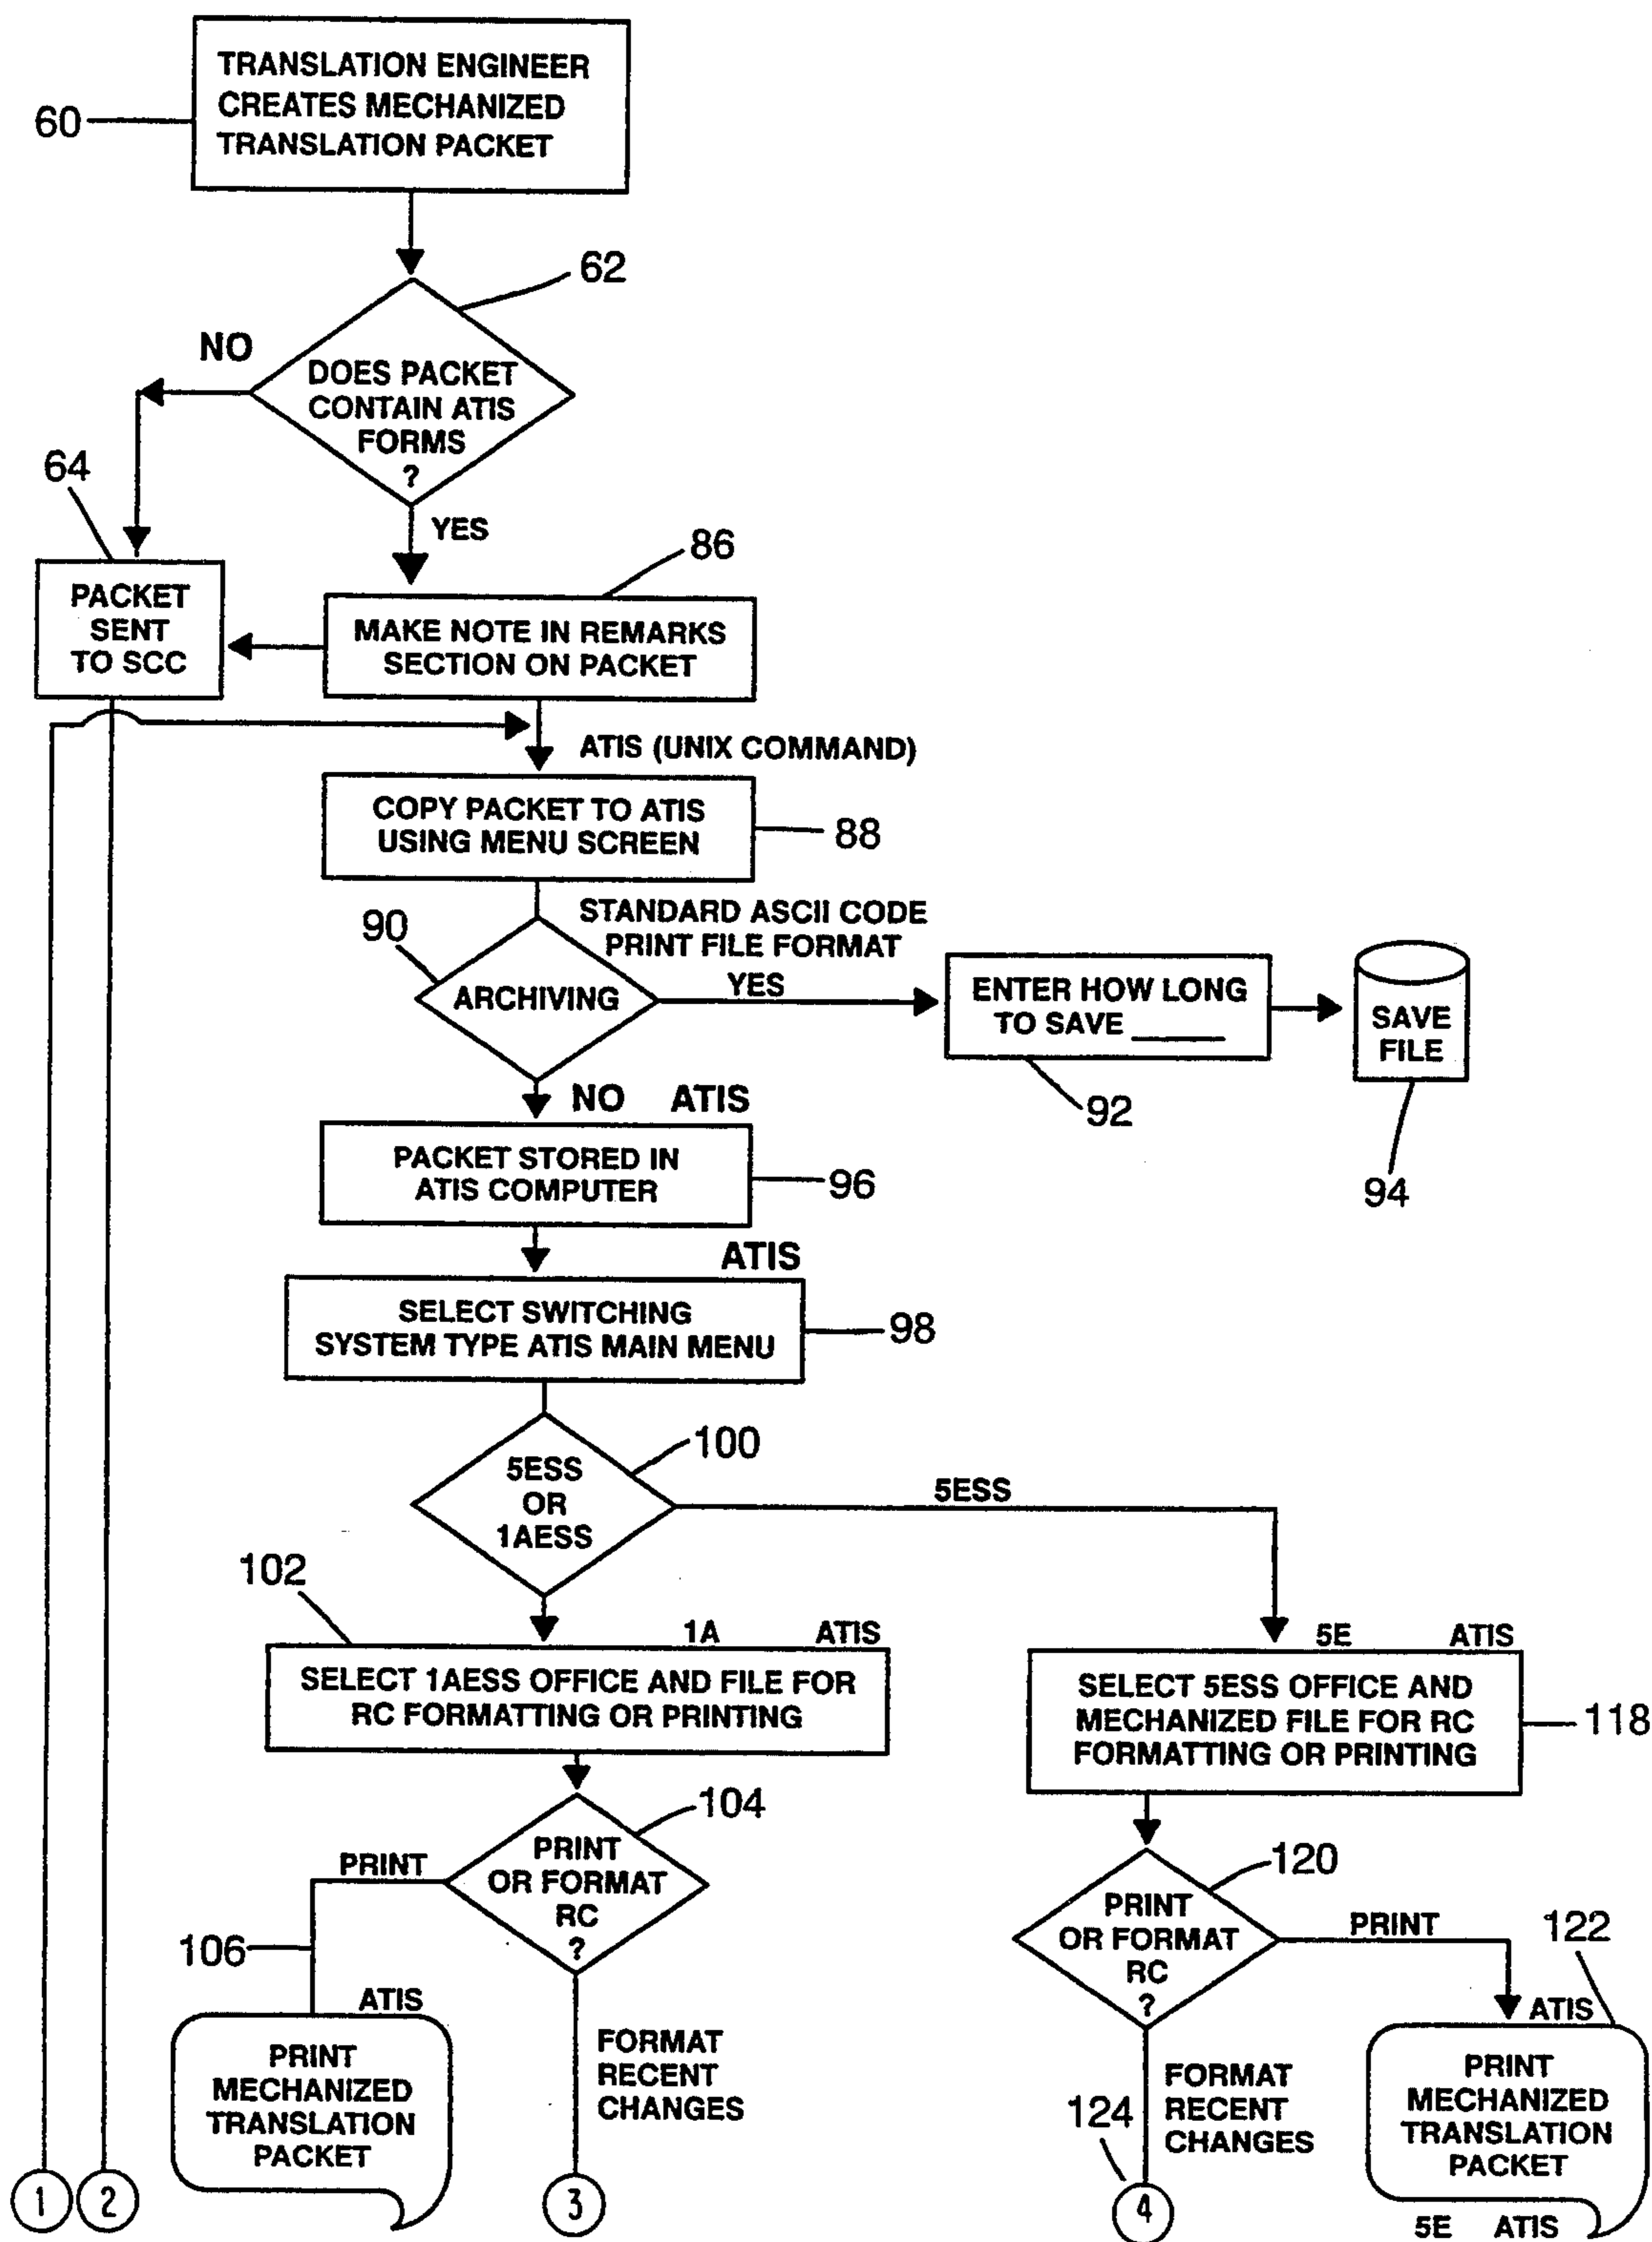 TRANSLATION ENGINEER
CREATES MECHANIZED
TRANSLATION PACKET
60
62
NO
DOES PACKET
CONTAIN ATIS
FORMS
?
64
YES
86
PACKET
SENT
TO SCC
MAKE NOTE IN REMARKS
SECTION ON PACKET
ATIS (UNIX COMMAND)
COPY PACKET TO ATIS
USING MENU SCREEN
88
STANDARD ASCII CODE
PRINT FILE FORMAT
90
ARCHIVING
YES
ENTER HOW LONG
TO SAVE ______
SAVE
FILE
92
94
NO ATIS
PACKET STORED IN
ATIS COMPUTER
96
ATIS
SELECT SWITCHING
SYSTEM TYPE ATIS MAIN MENU
98
100
5ESS
OR
1AESS
5ESS
102
1A ATIS
SELECT 1AESS OFFICE AND FILE FOR
RC FORMATTING OR PRINTING
5E ATIS
SELECT 5ESS OFFICE AND
MECHANIZED FILE FOR RC
FORMATTING OR PRINTING
118
104
PRINT
OR FORMAT
RC
?
PRINT
106
ATIS
PRINT
MECHANIZED
TRANSLATION
PACKET
FORMAT
RECENT
CHANGES
120
PRINT
OR FORMAT
RC
?
PRINT
122
ATIS
PRINT
MECHANIZED
TRANSLATION
PACKET
5E ATIS
124
FORMAT
RECENT
CHANGES
1
2
3
4